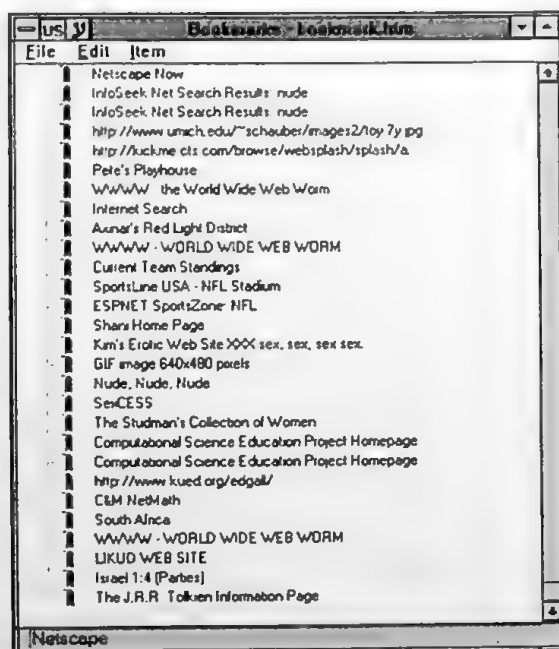 US
Bookmarks - bookmark.htm
File Edit Item
Netscape Now
InfoSeek Net Search Results: nude
InfoSeek Net Search Results: nude
http://www.umich.edu/~schauber/images2/toy7y.jpg
http://kickme.cts.com/browse/websplash/splash/a.
Pete's Playhouse
WWWW the World Wide Web Worm
Internet Search
Red Light District
WWWW - WORLD WIDE WEB WORM
Current Team Standings
SportsLine USA - NFL Stadium
ESPNET SportsZone: NFL
Shani Home Page
Kim's Erotic Web Site XXX sex, sex, sex sex.
GIF image 640x480 pixels
Nude, Nude, Nude
SexCESS
The Studman's Collection of Women
Computational Science Education Project Homepage
Computational Science Education Project Homepage
http://www.kued.org/edgail/
C&M NetMath
South Africa
WWWW - WORLD WIDE WEB WORM
LIKUD WEB SITE
Israel 1:4 (Parties)
The J.R.R. Tolkien Information Page
Netscape